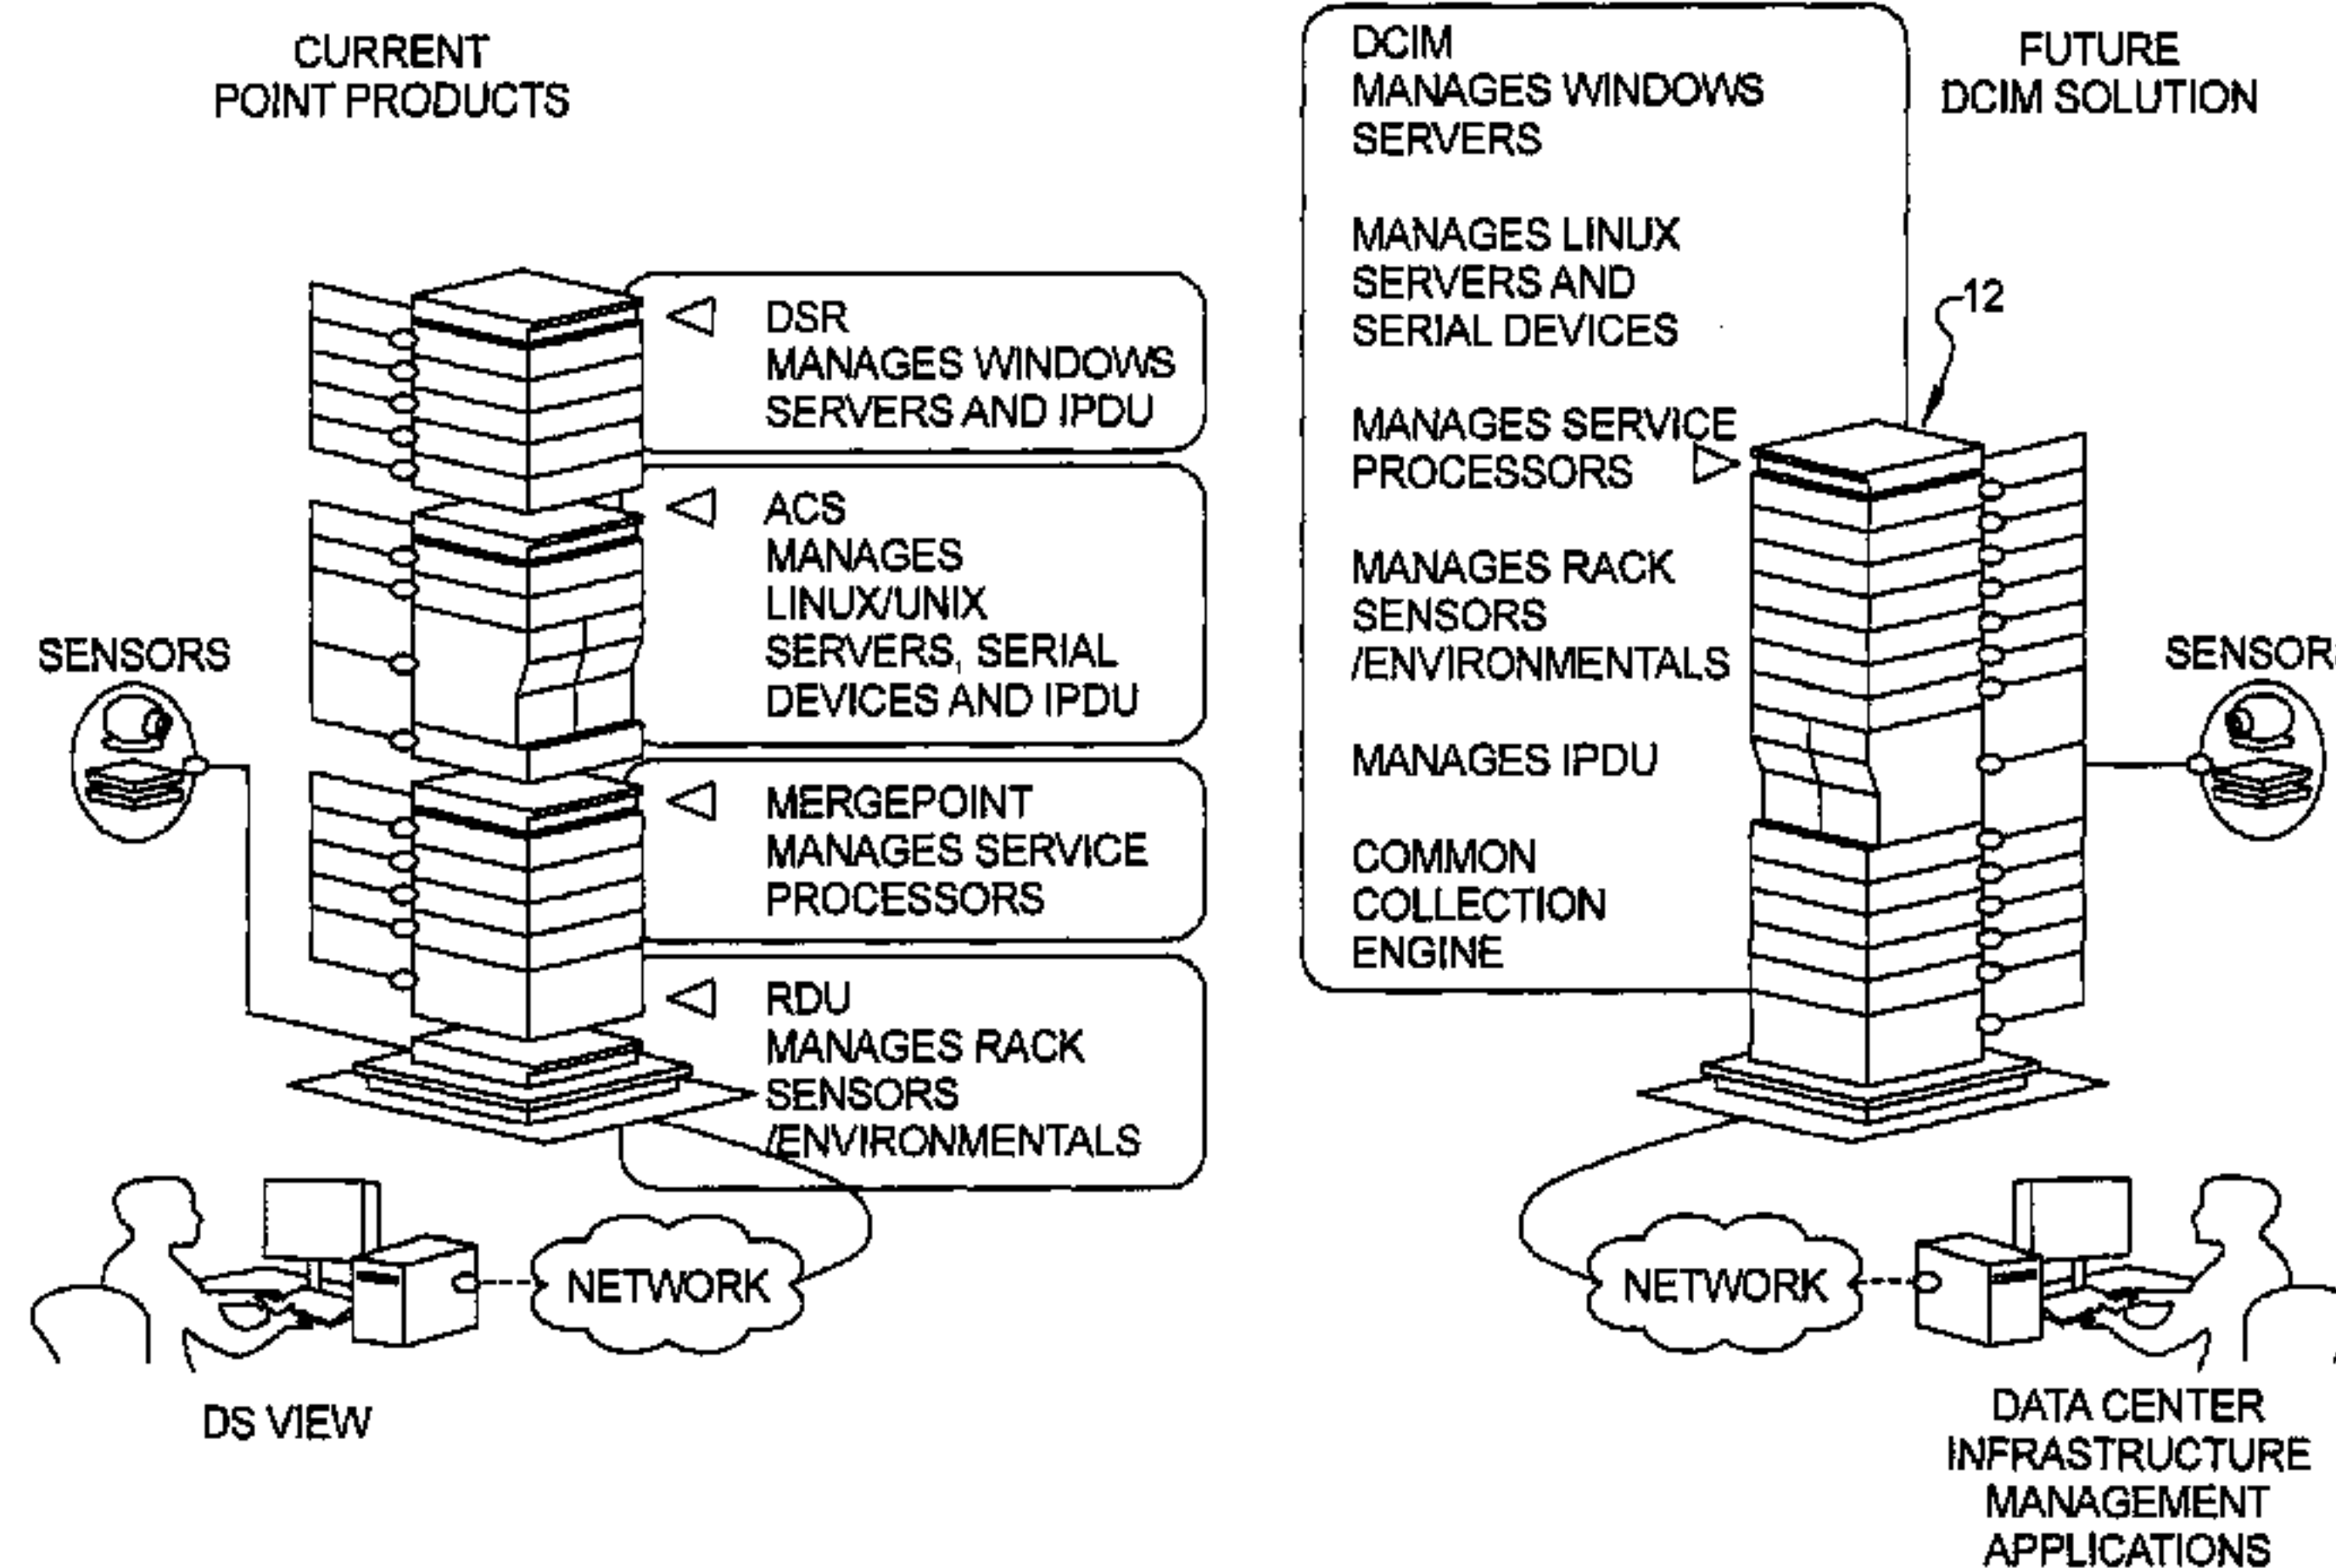 CURRENT
POINT PRODUCTS
DSR
MANAGES WINDOWS
SERVERS AND IPDU
ACS
MANAGES
LINUX/UNIX
SERVERS, SERIAL
DEVICES AND IPDU
MERGEPOINT
MANAGES SERVICE
PROCESSORS
RDU
MANAGES RACK
SENSORS
/ENVIRONMENTALS
SENSORS
NETWORK
DS VIEW
DCIM
MANAGES WINDOWS
SERVERS
MANAGES LINUX
SERVERS AND
SERIAL DEVICES
MANAGES SERVICE
PROCESSORS
MANAGES RACK
SENSORS
/ENVIRONMENTALS
MANAGES IPDU
COMMON
COLLECTION
ENGINE
FUTURE
DCIM SOLUTION
12
SENSORS
NETWORK
DATA CENTER
INFRASTRUCTURE
MANAGEMENT
APPLICATIONS